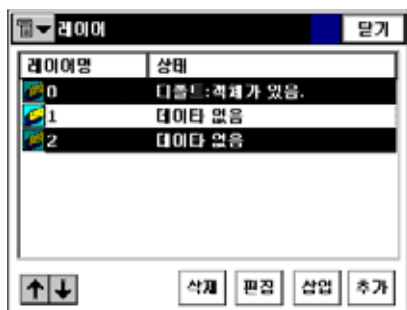 레이어 닫기
레이어명 상태
0 디폴트:객체가 있음.
1 데이타 없음
2 데이타 없음
삭제 편집 삽입 추가